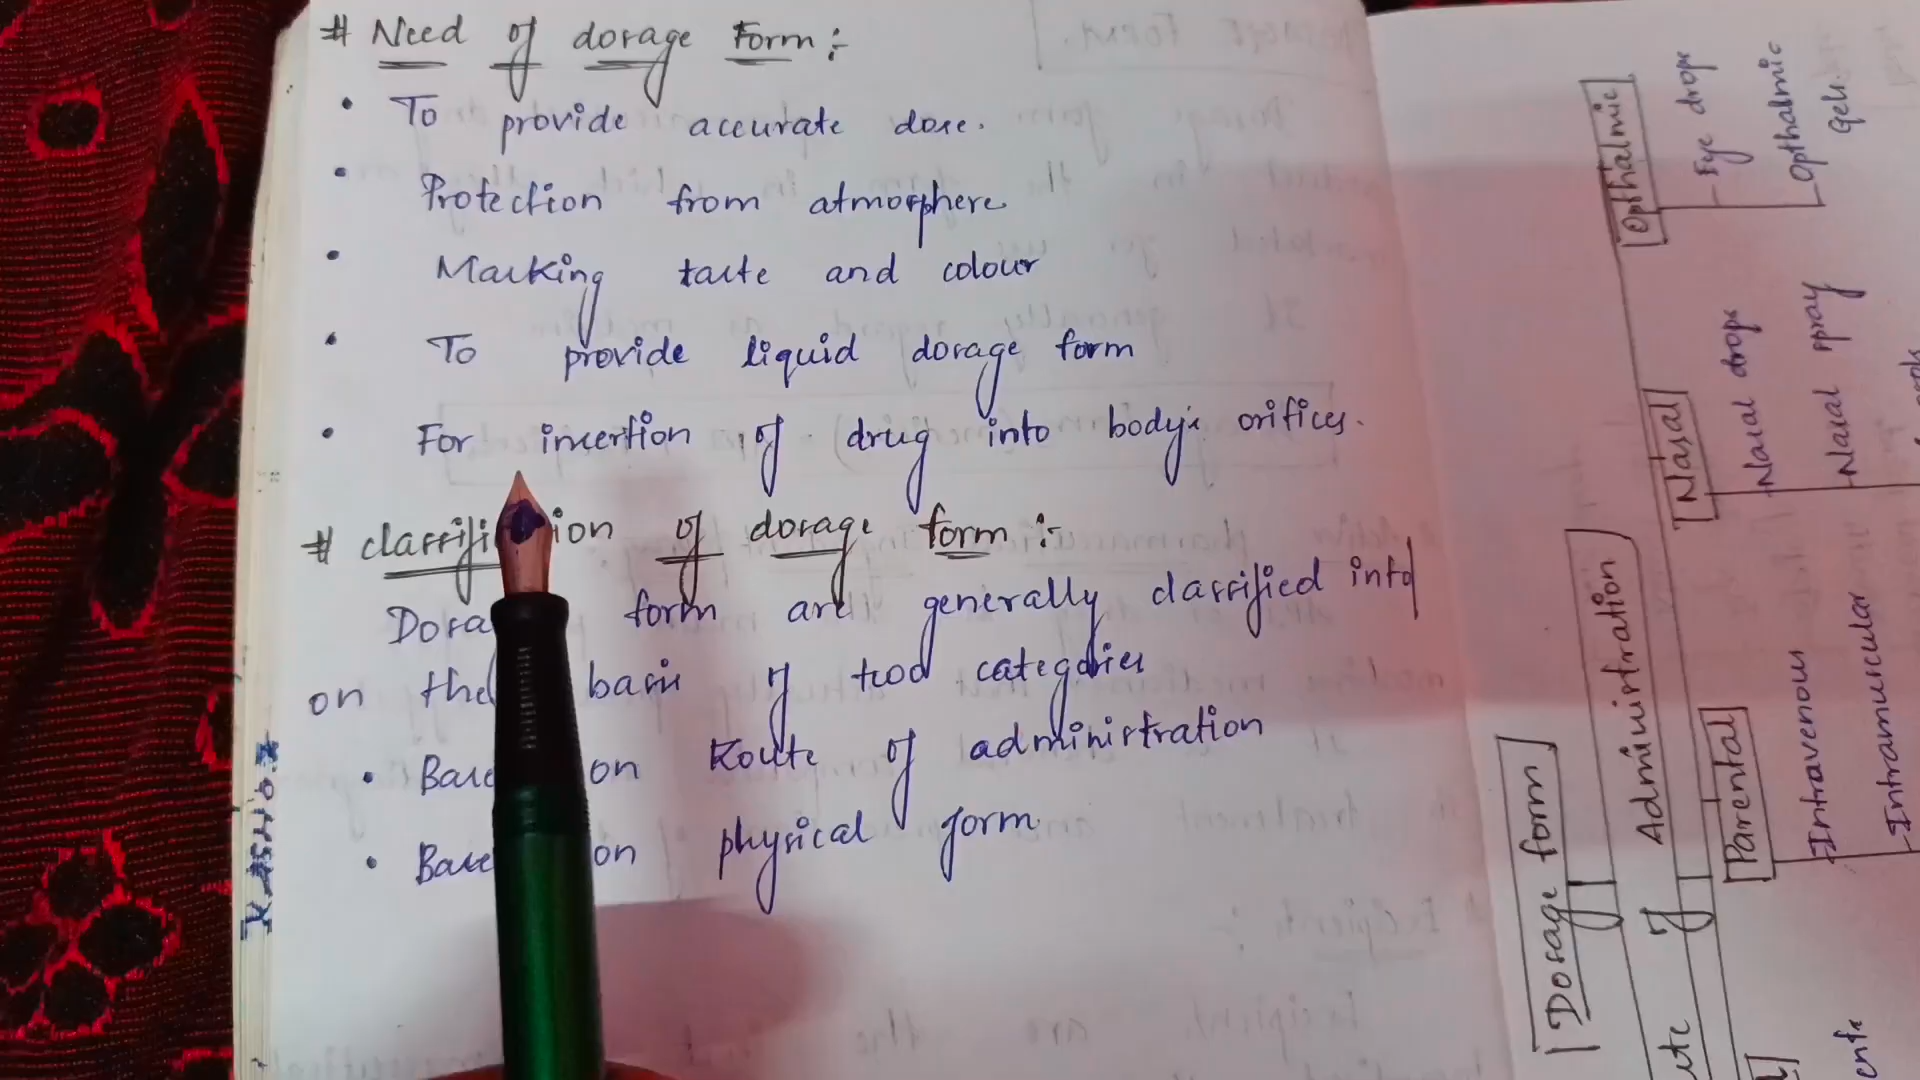 # Need of dosage form :-
• To provide accurate dose.
• Protection from atmosphere
• Masking taste and colour
• To provide liquid dosage form
• For insertion of drug into body's orifices.
# classification of dosage form :-
Dosa form are generally classified into
on the basis of two categories
• Base on Route of administration
• Base on physical form
Dosage form
Administration
of
Parental
Intravenous
Intramuscular
Nasal
Nasal drops
Nasal spray
Opthalmic
Eye drops
Opthalmic
Gels